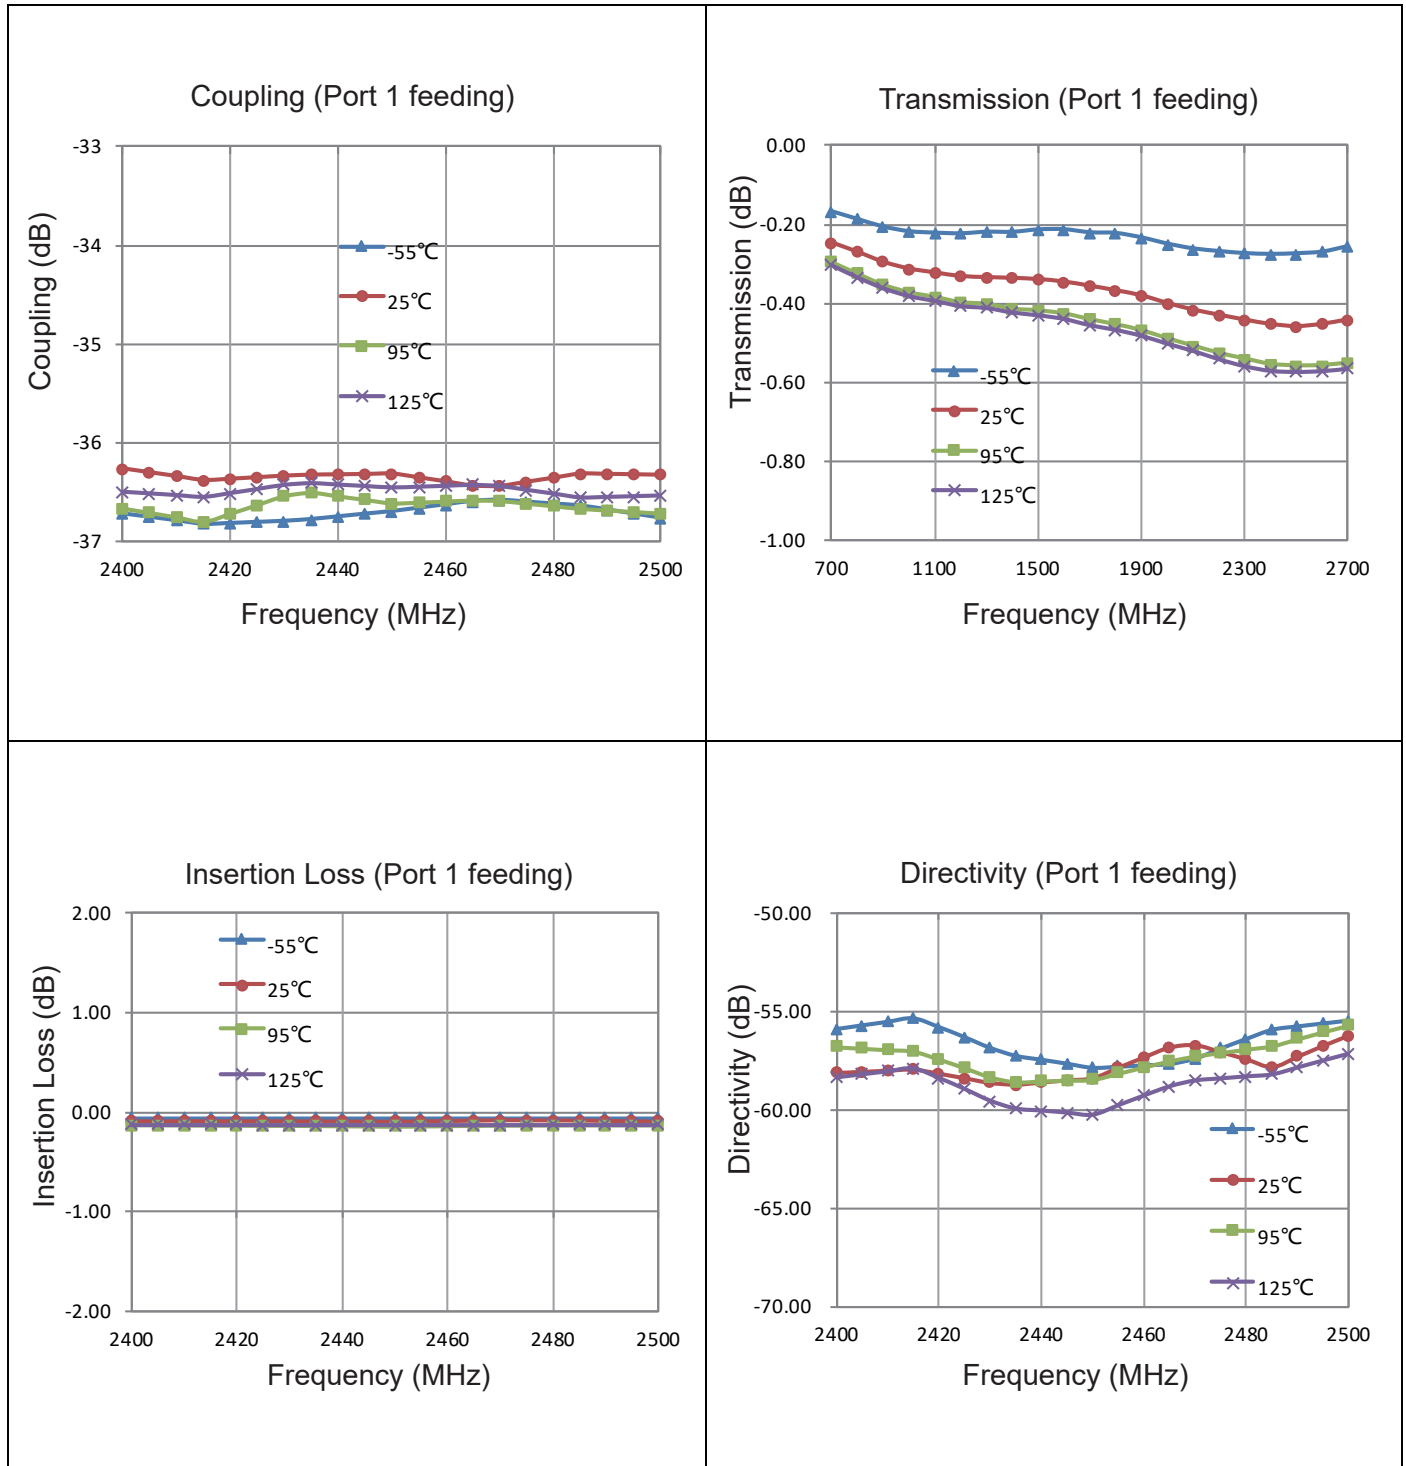 Coupling (Port 1 feeding)
-33
-34
-35
-36
-37
Coupling (dB)
-55℃
25℃
95℃
125℃
2400 2420 2440 2460 2480 2500
Frequency (MHz)
Transmission (Port 1 feeding)
0.00
-0.20
-0.40
-0.60
-0.80
-1.00
Transmission (dB)
-55℃
25℃
95℃
125℃
700 1100 1500 1900 2300 2700
Frequency (MHz)
Insertion Loss (Port 1 feeding)
2.00
1.00
0.00
-1.00
-2.00
Insertion Loss (dB)
-55℃
25℃
95℃
125℃
2400 2420 2440 2460 2480 2500
Frequency (MHz)
Directivity (Port 1 feeding)
-50.00
-55.00
-60.00
-65.00
-70.00
Directivity (dB)
-55℃
25℃
95℃
125℃
2400 2420 2440 2460 2480 2500
Frequency (MHz)